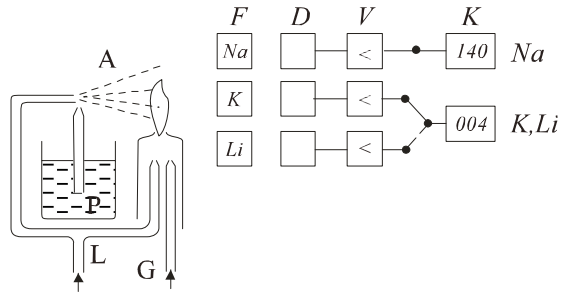 F D V K
A
Na < 140 Na
K <
004 K,Li
Li <
P
L
G